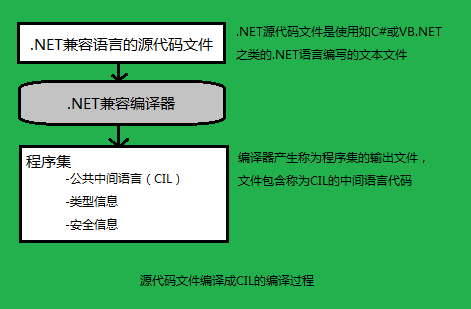 .NET兼容语言的源代码文件
.NET源代码文件是使用如C#或VB.NET
之类的.NET语言编写的文本文件
.NET兼容编译器
程序集
-公共中间语言（CIL）
-类型信息
-安全信息
编译器产生称为程序集的输出文件，
文件包含称为CIL的中间语言代码
源代码文件编译成CIL的编译过程